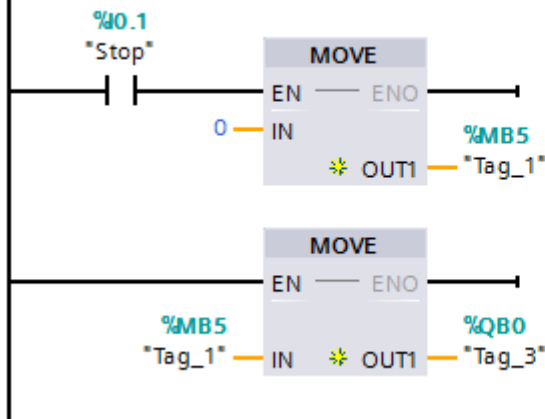 %I0.1
"Stop"
MOVE
EN ENO
0 IN
%MB5
OUT1 "Tag_1"
MOVE
EN ENO
%MB5 %QB0
"Tag_1" IN OUT1 "Tag_3"